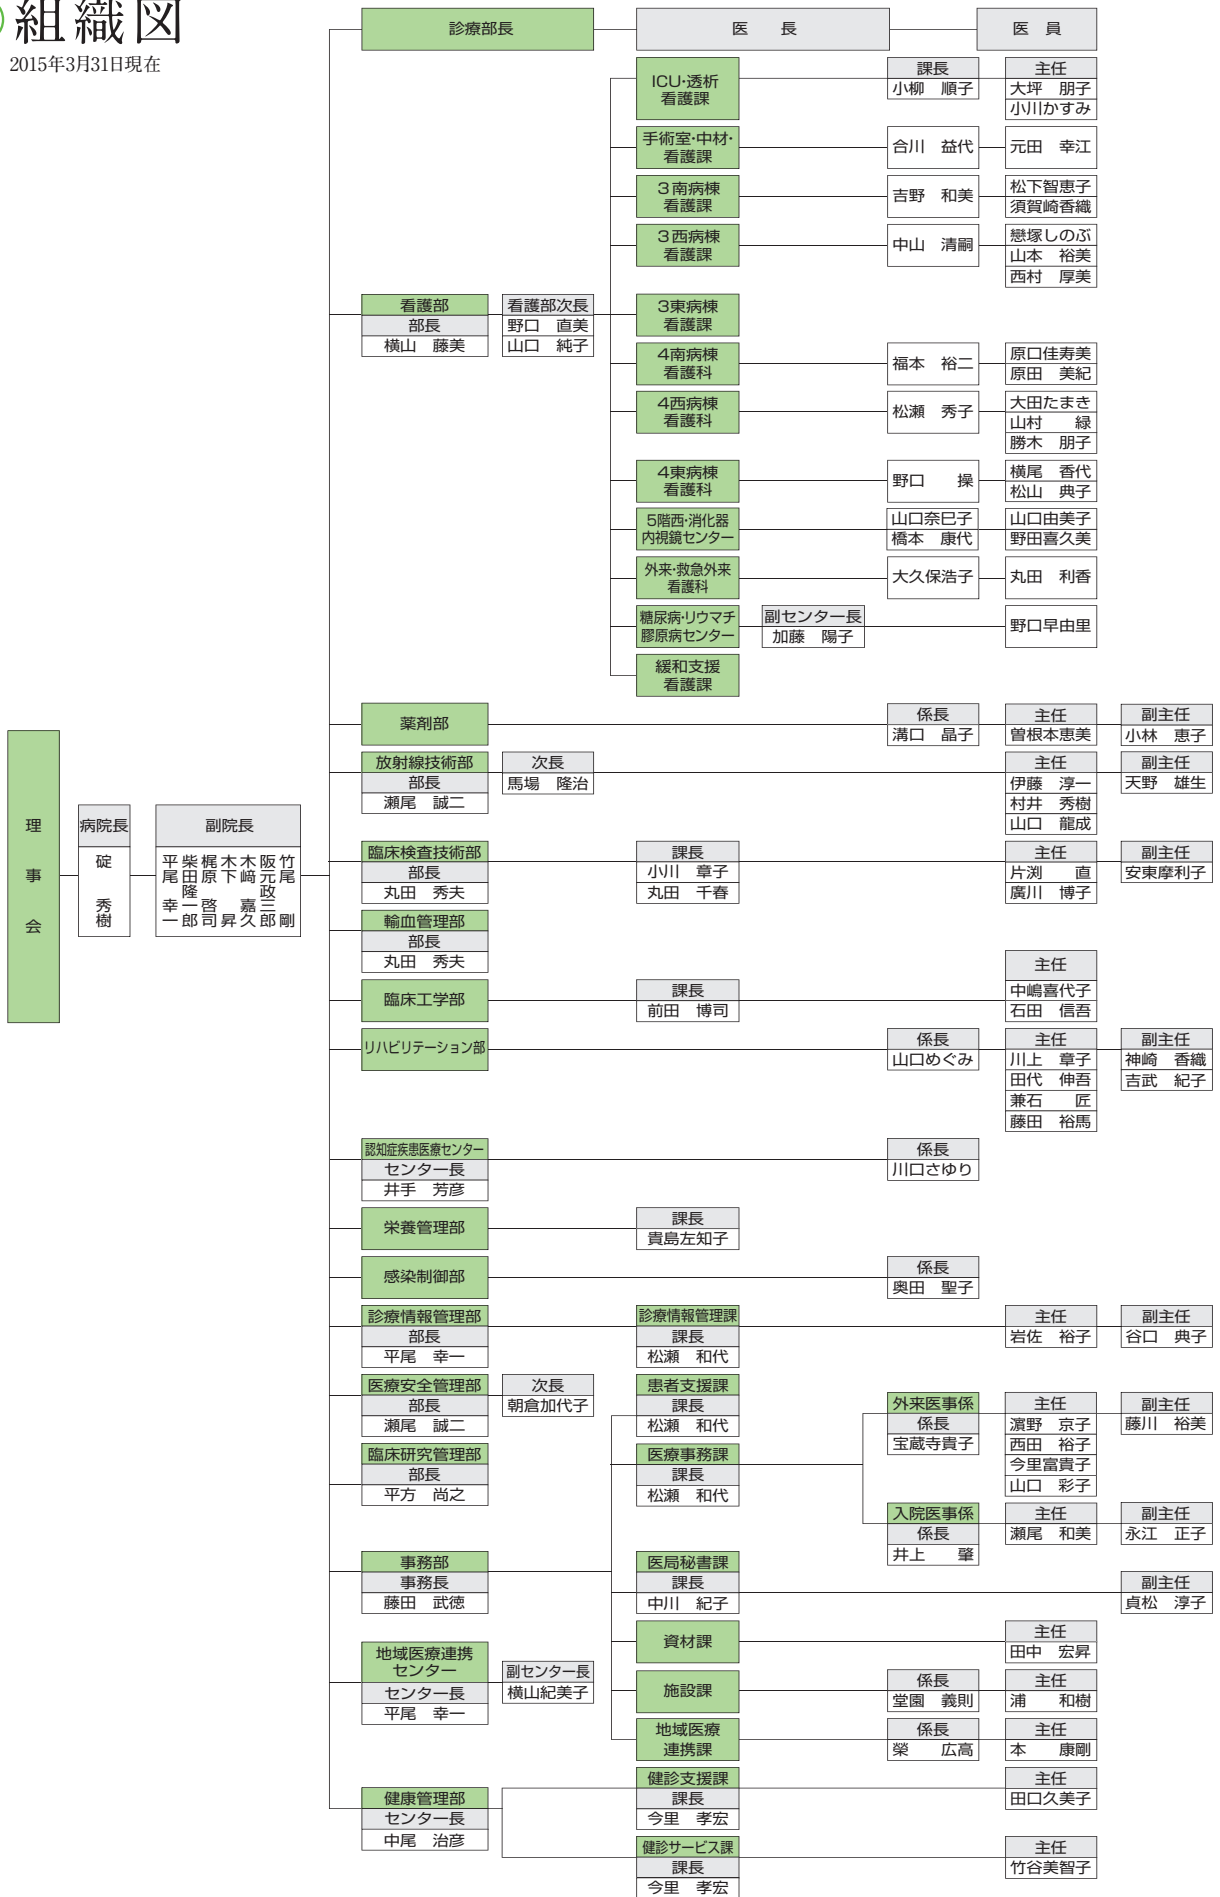 組織図
2015年3月31日現在
診療部長
医　長
医　員
ICU・透析
看護課
課長
小柳　順子
主任
大坪　朋子
小川かすみ
手術室・中材・
看護課
合川　益代
元田　幸江
3南病棟
看護課
吉野　和美
松下智恵子
須賀崎香織
3西病棟
看護課
中山　清嗣
戀塚しのぶ
山本　裕美
西村　厚美
看護部
部長
横山　藤美
看護部次長
野口　直美
山口　純子
3東病棟
看護課
4南病棟
看護科
福本　裕二
原口佳寿美
原田　美紀
4西病棟
看護科
松瀬　秀子
大田たまき
山村　緑
勝木　朋子
4東病棟
看護科
野口　操
横尾　香代
松山　典子
5階西・消化器
内視鏡センター
山口奈巳子
橋本　康代
山口由美子
野田喜久美
外来・救急外来
看護科
大久保浩子
丸田　利香
糖尿病・リウマチ
膠原病センター
副センター長
加藤　陽子
野口早由里
緩和支援
看護課
薬剤部
係長
溝口　晶子
主任
曽根本恵美
副主任
小林　恵子
放射線技術部
部長
瀬尾　誠二
次長
馬場　隆治
主任
伊藤　淳一
村井　秀樹
山口　龍成
副主任
天野　雄生
理事会
病院長
碇　秀樹
副院長
平尾　幸一
柴田隆一郎
梶原　啓司
木下　昇
木﨑　嘉久
阪元政三郎
竹尾　剛
臨床検査技術部
部長
丸田　秀夫
課長
小川　章子
丸田　千春
主任
片渕　直
廣川　博子
副主任
安東摩利子
輸血管理部
部長
丸田　秀夫
臨床工学部
課長
前田　博司
主任
中嶋喜代子
石田　信吾
リハビリテーション部
係長
山口めぐみ
主任
川上　章子
田代　伸吾
兼石　匠
藤田　裕馬
副主任
神崎　香織
吉武　紀子
認知症疾患医療センター
センター長
井手　芳彦
係長
川口さゆり
栄養管理部
課長
貴島左知子
感染制御部
係長
奥田　聖子
診療情報管理部
部長
平尾　幸一
診療情報管理課
課長
松瀬　和代
主任
岩佐　裕子
副主任
谷口　典子
医療安全管理部
部長
瀬尾　誠二
次長
朝倉加代子
患者支援課
課長
松瀬　和代
外来医事係
係長
宝蔵寺貴子
主任
濵野　京子
西田　裕子
今里富貴子
山口　彩子
副主任
藤川　裕美
臨床研究管理部
部長
平方　尚之
医療事務課
課長
松瀬　和代
入院医事係
係長
井上　肇
主任
瀬尾　和美
副主任
永江　正子
事務部
事務長
藤田　武徳
医局秘書課
課長
中川　紀子
副主任
貞松　淳子
資材課
主任
田中　宏昇
地域医療連携
センター
センター長
平尾　幸一
副センター長
横山紀美子
施設課
係長
堂園　義則
主任
浦　和樹
地域医療
連携課
係長
榮　広高
主任
本　康剛
健康管理部
センター長
中尾　治彦
健診支援課
課長
今里　孝宏
主任
田口久美子
健診サービス課
課長
今里　孝宏
主任
竹谷美智子